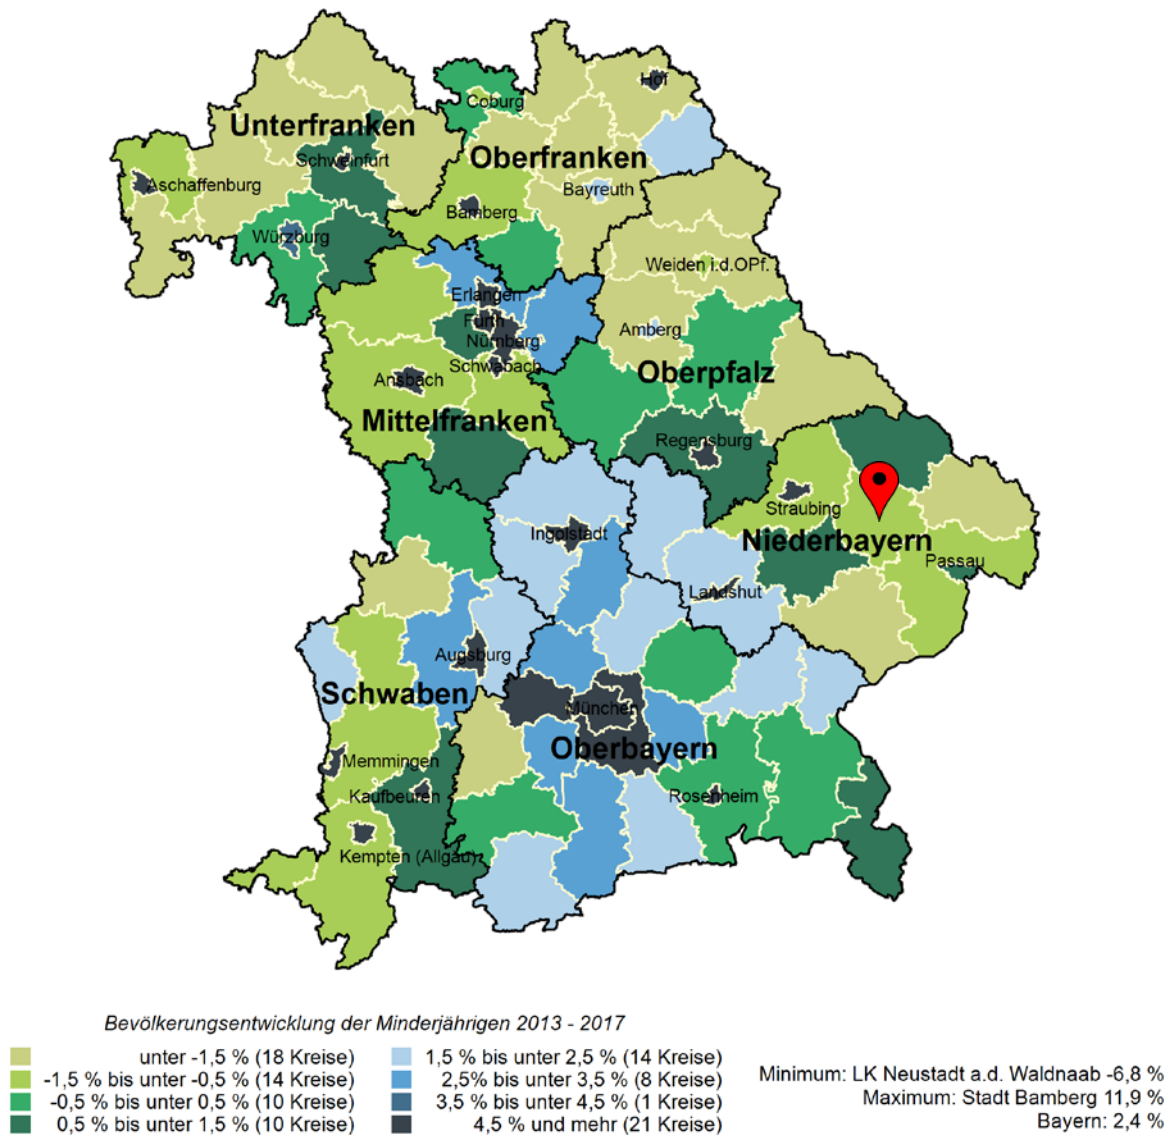 Hof
Coburg
Unterfranken
Oberfranken
Schweinfurt
Aschaffenburg
Bayreuth
Bamberg
Würzburg
Weiden i.d.OPf.
Erlangen
Fürth
Amberg
Nürnberg
Schwabach
Oberpfalz
Ansbach
Mittelfranken
Regensburg
Straubing
Ingolstadt
Niederbayern
Passau
Landshut
Augsburg
Schwaben
München
Oberbayern
Memmingen
Kaufbeuren
Rosenheim
Kempten (Allgäu)
Bevölkerungsentwicklung der Minderjährigen 2013 - 2017
unter -1,5 % (18 Kreise)
-1,5 % bis unter -0,5 % (14 Kreise)
-0,5 % bis unter 0,5 % (10 Kreise)
0,5 % bis unter 1,5 % (10 Kreise)
1,5 % bis unter 2,5 % (14 Kreise)
2,5% bis unter 3,5 % (8 Kreise)
3,5 % bis unter 4,5 % (1 Kreise)
4,5 % und mehr (21 Kreise)
Minimum: LK Neustadt a.d. Waldnaab -6,8 %
Maximum: Stadt Bamberg 11,9 %
Bayern: 2,4 %